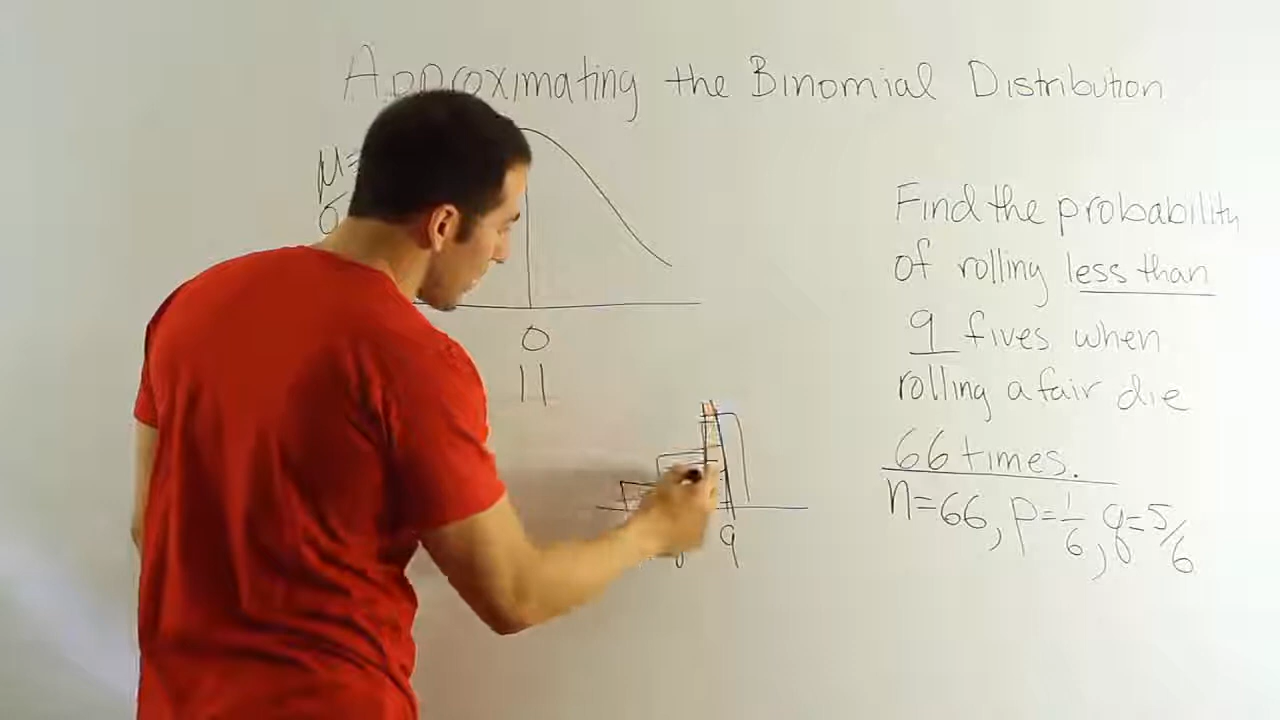 Approximating the Binomial Distribution
μ=
σ
0
11
9
Find the probability
of rolling less than
9 fives when
rolling a fair die
66 times.
n=66, p=1/6, q=5/6